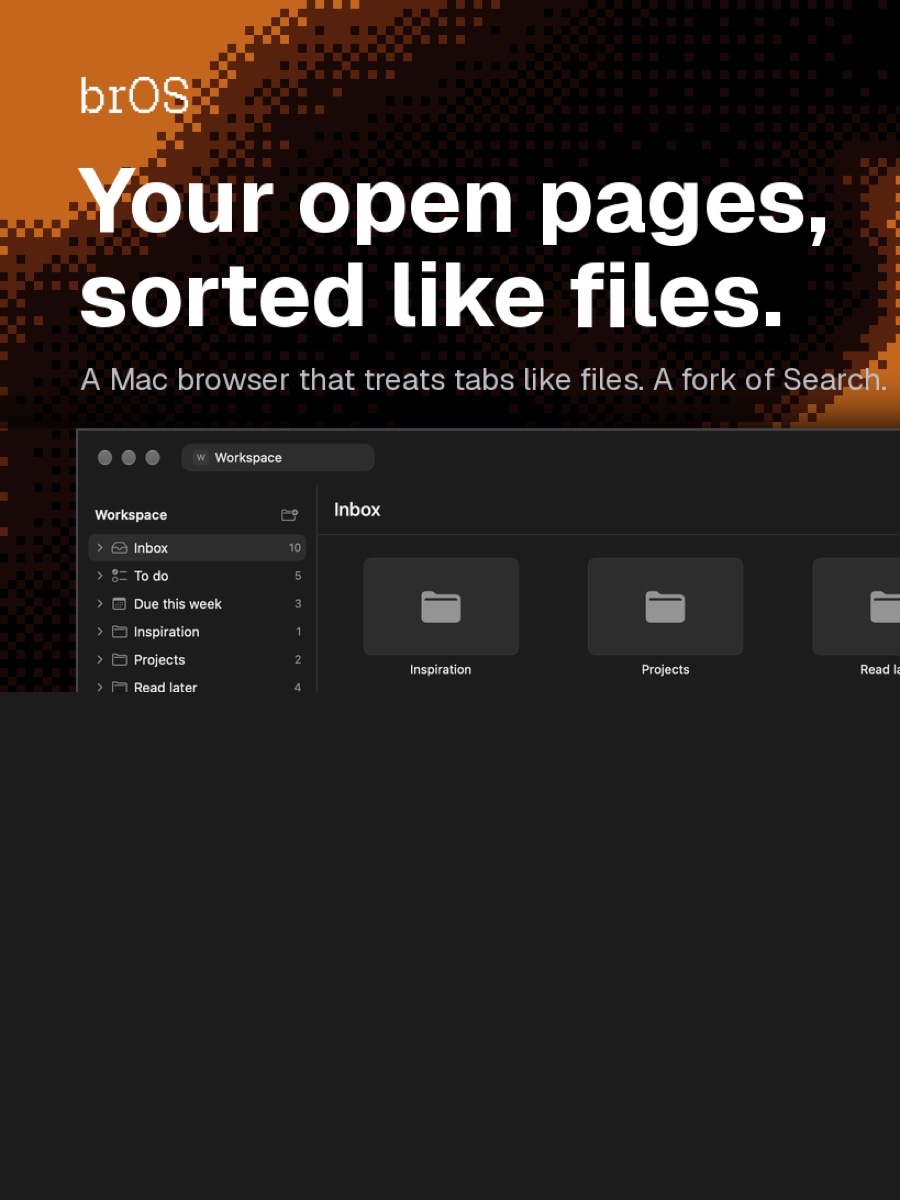 brOS
Your open pages,
sorted like files.
A Mac browser that treats tabs like files. A fork of Search.
W Workspace
Workspace
Inbox 10
To do 5
Due this week 3
Inspiration 1
Projects 2
Read later 4
Inbox
Inspiration
Projects
Read la